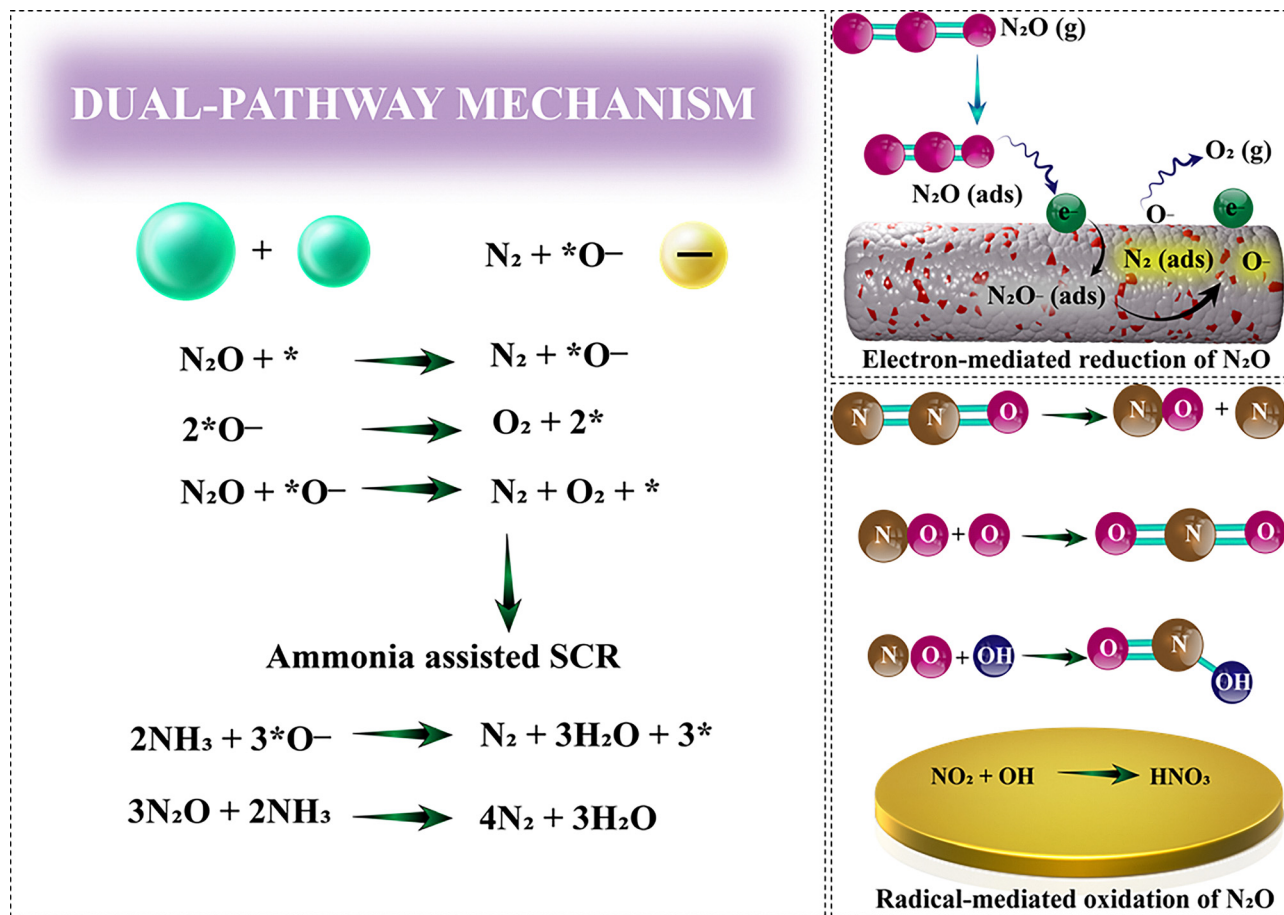 DUAL-PATHWAY MECHANISM
+ N₂ + *O– –
N₂O + * N₂ + *O–
2*O– O₂ + 2*
N₂O + *O– N₂ + O₂ + *
Ammonia assisted SCR
2NH₃ + 3*O– N₂ + 3H₂O + 3*
3N₂O + 2NH₃ 4N₂ + 3H₂O
N₂O (g)
O₂ (g)
N₂O (ads)
e- O– e-
N₂ (ads) O–
N₂O– (ads)
Electron-mediated reduction of N₂O
N N O N O + N
N O + O O N O
N O + OH O N OH
NO₂ + OH HNO₃
Radical-mediated oxidation of N₂O